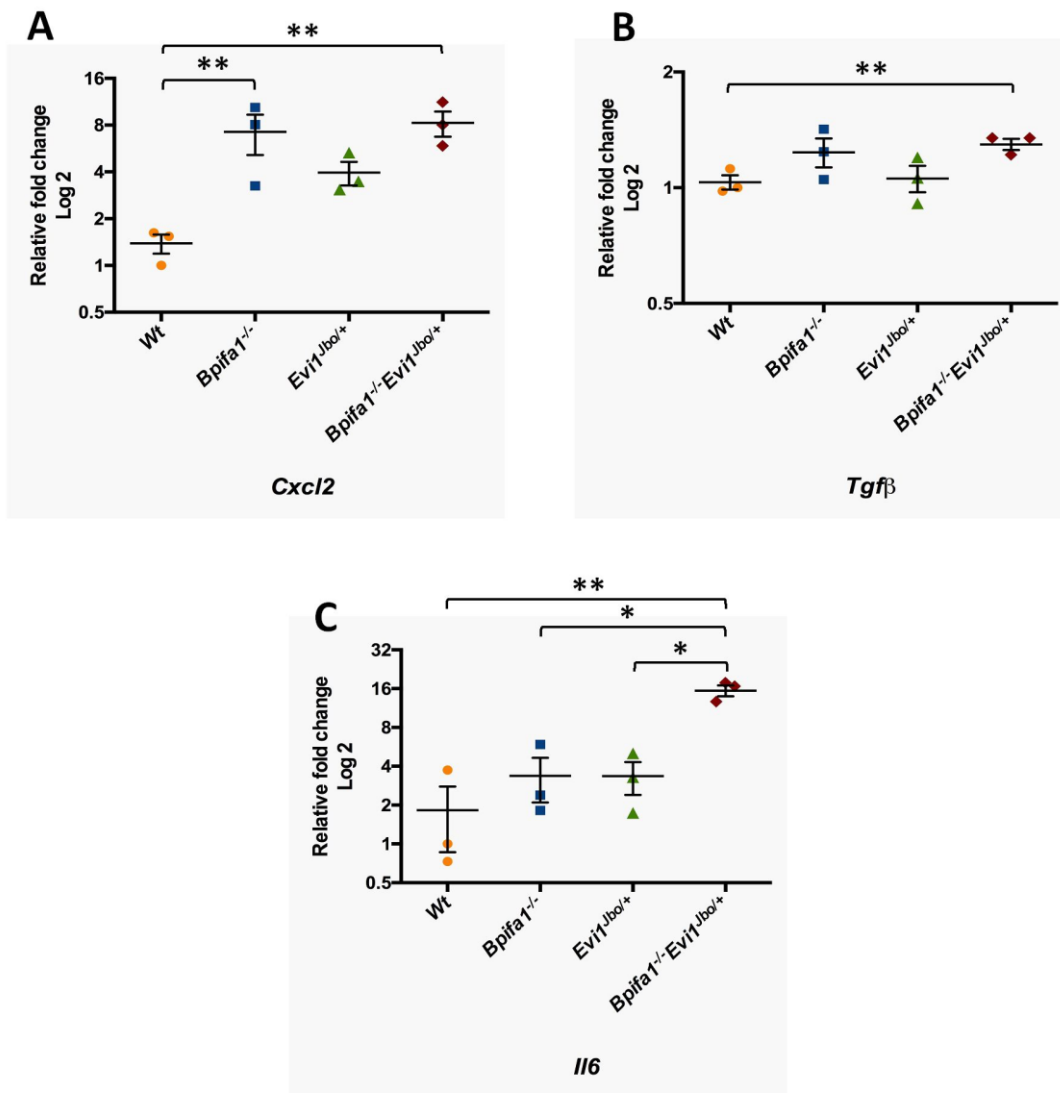 A
**
**
Relative fold change
Log 2
16
8
4
2
1
0.5
Wt
Bpifa1-/-
Evi1Jbo/+
Bpifa1-/-Evi1Jbo/+
Cxcl2
B
**
Relative fold change
Log 2
2
1
0.5
Wt
Bpifa1-/-
Evi1Jbo/+
Bpifa1-/-Evi1Jbo/+
Tgfβ
C
**
*
*
Relative fold change
Log 2
32
16
8
4
2
1
0.5
Wt
Bpifa1-/-
Evi1Jbo/+
Bpifa1-/-Evi1Jbo/+
Il6